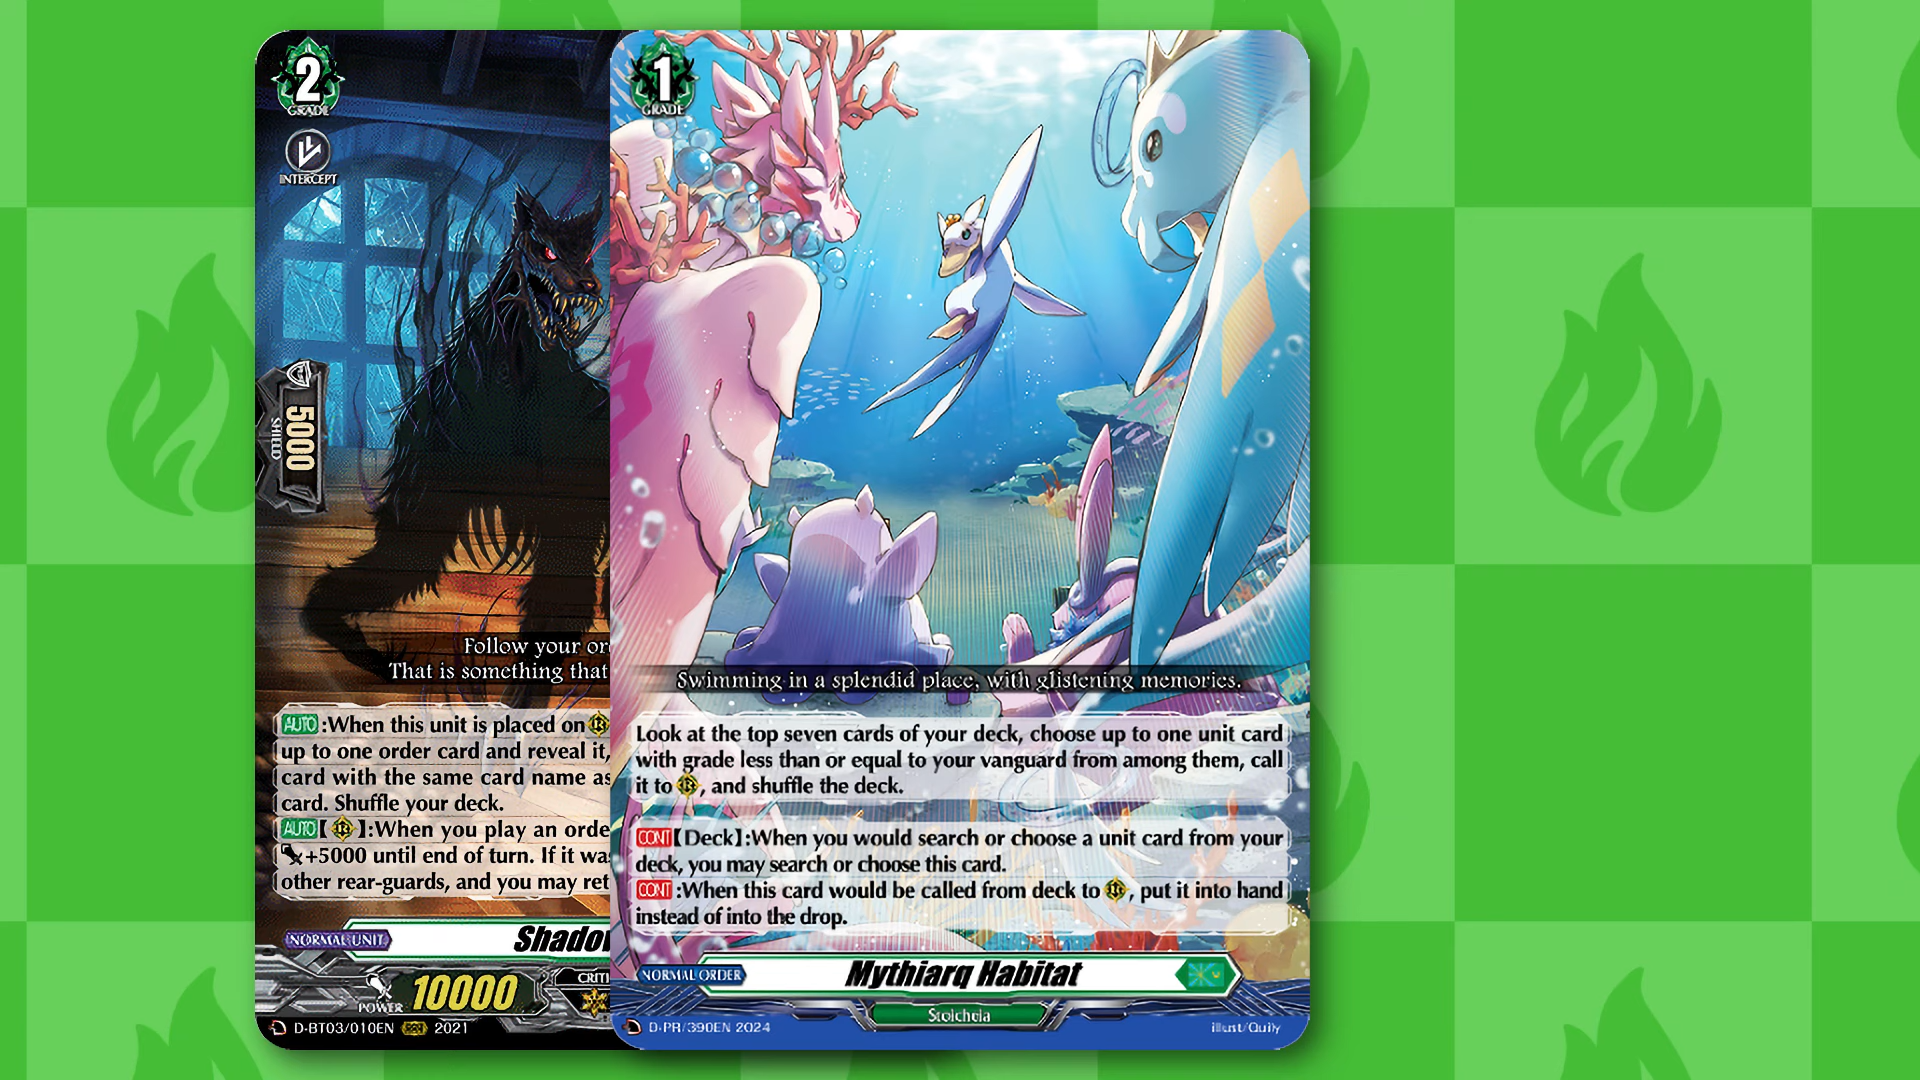 2
GRADE
INTERCEPT
5000
SHIELD
Follow your or
That is something that
AUTO:When this unit is placed on R
up to one order card and reveal it,
card with the same card name as
card. Shuffle your deck.
AUTO【R】:When you play an orde
+5000 until end of turn. If it wa
other rear-guards, and you may ret
NORMAL UNIT
Shado
POWER 10000
CRITI
D-BT03/010EN RRR 2021
1
GRADE
Swimming in a splendid place, with glistening memories.
Look at the top seven cards of your deck, choose up to one unit card
with grade less than or equal to your vanguard from among them, call
it to R, and shuffle the deck.
CONT【Deck】:When you would search or choose a unit card from your
deck, you may search or choose this card.
CONT:When this card would be called from deck to R, put it into hand
instead of into the drop.
NORMAL ORDER
Mythiarq Habitat
Stoicheia
D-PR/390EN 2024
illust/Quily